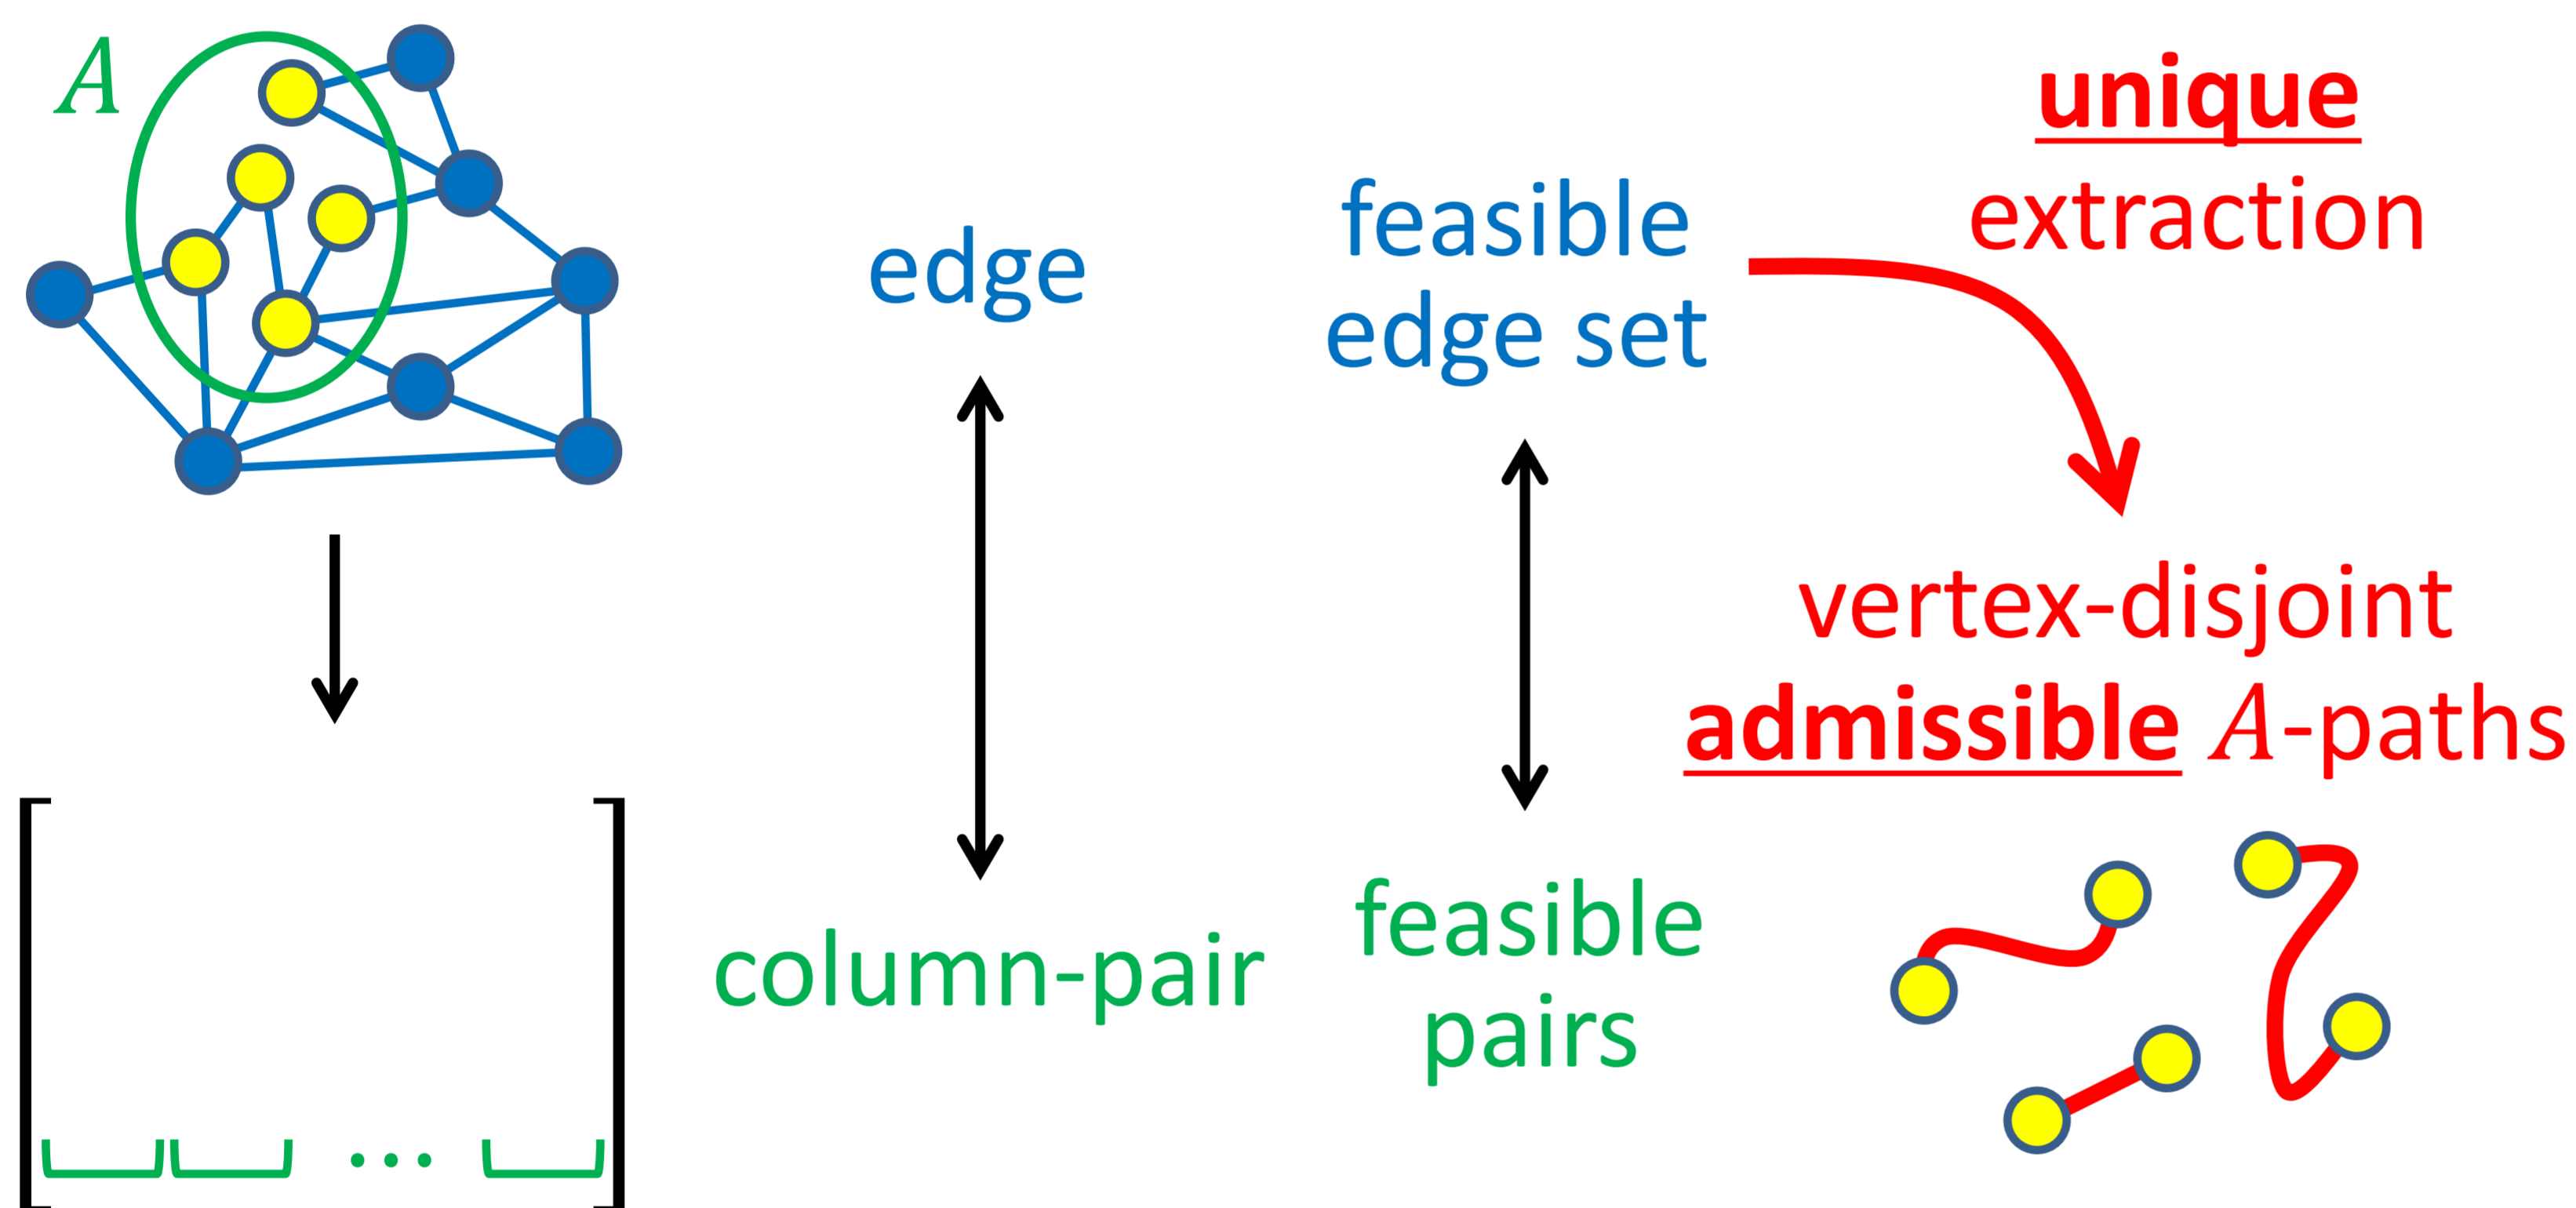 A
edge
column-pair
feasible
edge set
feasible
pairs
unique
extraction
vertex-disjoint
admissible A-paths
...